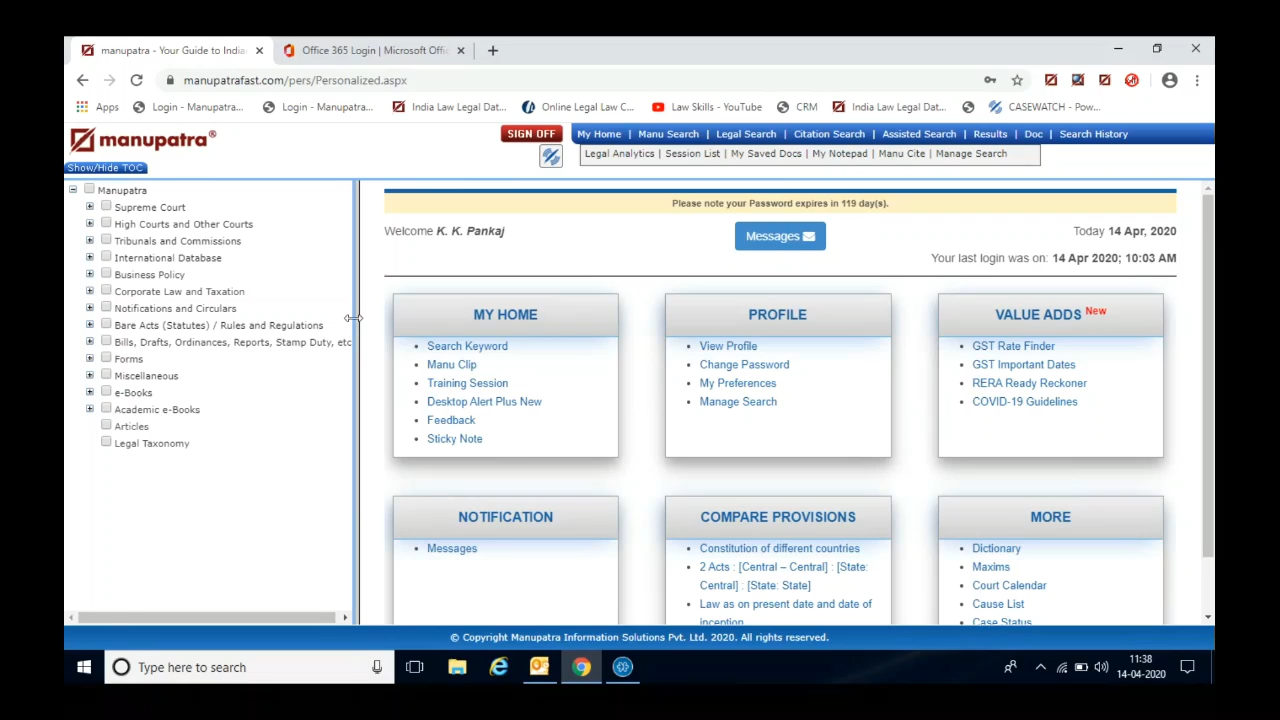 manupatra - Your Guide to India
Office 365 Login | Microsoft Offi
manupatrafast.com/pers/Personalized.aspx
Apps
Login - Manupatra...
Login - Manupatra...
India Law Legal Dat...
Online Legal Law C...
Law Skills - YouTube
CRM
India Law Legal Dat...
CASEWATCH - Pow...
manupatra®
SIGN OFF
My Home | Manu Search | Legal Search | Citation Search | Assisted Search | Results | Doc | Search History
Legal Analytics | Session List | My Saved Docs | My Notepad | Manu Cite | Manage Search
Show/Hide TOC
Manupatra
Supreme Court
High Courts and Other Courts
Tribunals and Commissions
International Database
Business Policy
Corporate Law and Taxation
Notifications and Circulars
Bare Acts (Statutes) / Rules and Regulations
Bills, Drafts, Ordinances, Reports, Stamp Duty, etc
Forms
Miscellaneous
e-Books
Academic e-Books
Articles
Legal Taxonomy
Please note your Password expires in 119 day(s).
Welcome K. K. Pankaj
Messages
Today 14 Apr, 2020
Your last login was on: 14 Apr 2020; 10:03 AM
MY HOME
Search Keyword
Manu Clip
Training Session
Desktop Alert Plus New
Feedback
Sticky Note
PROFILE
View Profile
Change Password
My Preferences
Manage Search
VALUE ADDS New
GST Rate Finder
GST Important Dates
RERA Ready Reckoner
COVID-19 Guidelines
NOTIFICATION
Messages
COMPARE PROVISIONS
Constitution of different countries
2 Acts : [Central – Central] : [State:
Central] : [State: State]
Law as on present date and date of
inception
MORE
Dictionary
Maxims
Court Calendar
Cause List
Case Status
© Copyright Manupatra Information Solutions Pvt. Ltd. 2020. All rights reserved.
Type here to search
11:38
14-04-2020